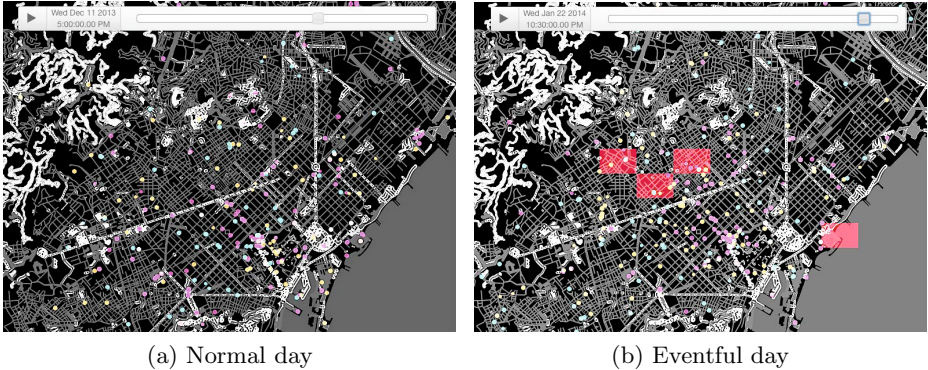 Wed Dec 11 2013
5:00:00.00 PM
Wed Jan 22 2014
10:30:00.00 PM
(a) Normal day
(b) Eventful day